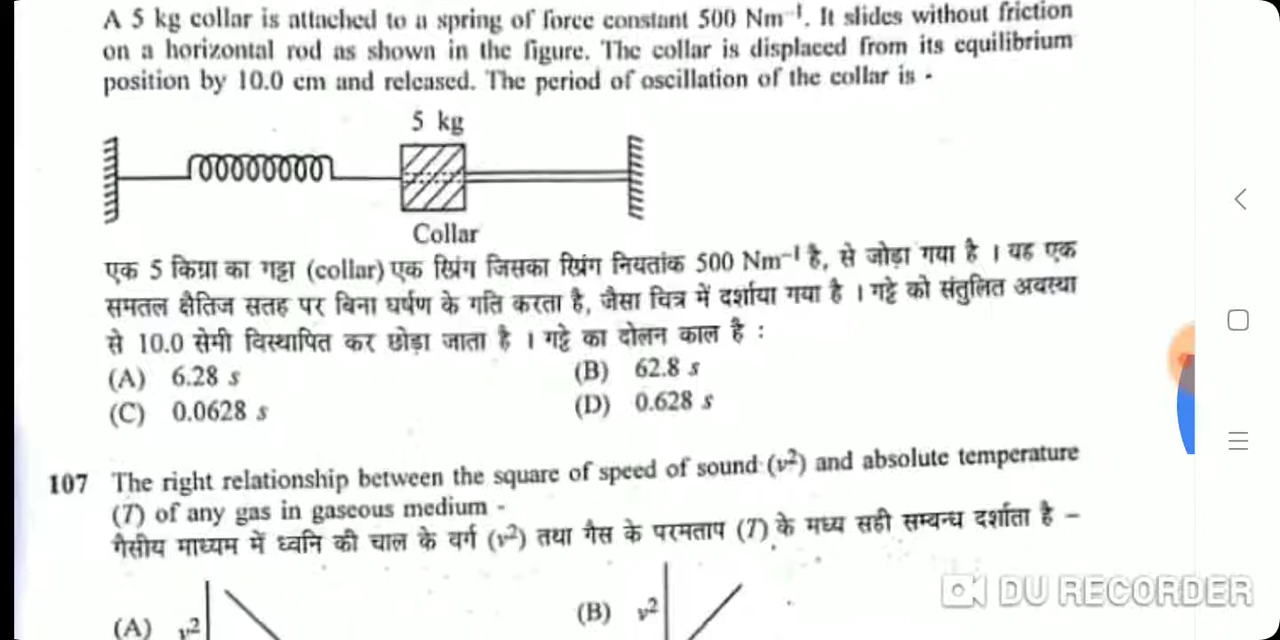 A 5 kg collar is attached to a spring of force constant 500 Nm⁻¹. It slides without friction
on a horizontal rod as shown in the figure. The collar is displaced from its equilibrium
position by 10.0 cm and released. The period of oscillation of the collar is -
5 kg
Collar
एक 5 किग्रा का गट्टा (collar) एक स्प्रिंग जिसका स्प्रिंग नियतांक 500 Nm⁻¹ है, से जोड़ा गया है । यह एक
समतल क्षैतिज सतह पर बिना घर्षण के गति करता है, जैसा चित्र में दर्शाया गया है । गट्टे को संतुलित अवस्था
से 10.0 सेमी विस्थापित कर छोड़ा जाता है । गट्टे का दोलन काल है :
(A) 6.28 s (B) 62.8 s
(C) 0.0628 s (D) 0.628 s
107 The right relationship between the square of speed of sound (v²) and absolute temperature
(T) of any gas in gaseous medium -
गैसीय माध्यम में ध्वनि की चाल के वर्ग (v²) तथा गैस के परमताप (T) के मध्य सही सम्बन्ध दर्शाता है –
(A) v² (B) v²
DU RECORDER